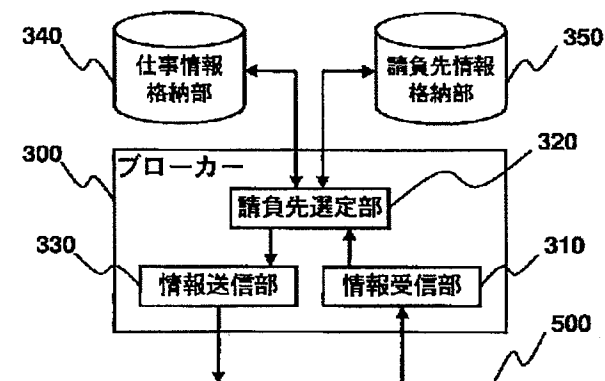 340
仕事情報
格納部
請負先情報
格納部
350
300
ブローカー
320
請負先選定部
330
310
情報送信部
情報受信部
500